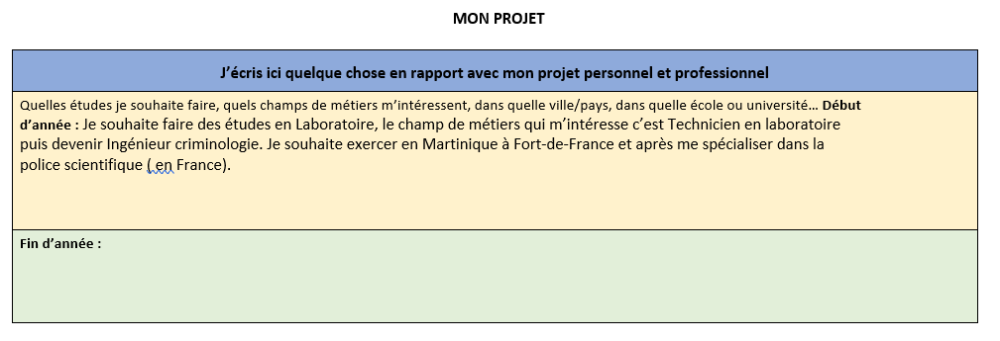 MON PROJET
J’écris ici quelque chose en rapport avec mon projet personnel et professionnel
Quelles études je souhaite faire, quels champs de métiers m’intéressent, dans quelle ville/pays, dans quelle école ou université… Début
d’année : Je souhaite faire des études en Laboratoire, le champ de métiers qui m’intéresse c’est Technicien en laboratoire
puis devenir Ingénieur criminologie. Je souhaite exercer en Martinique à Fort-de-France et après me spécialiser dans la
police scientifique ( en France).
Fin d’année :